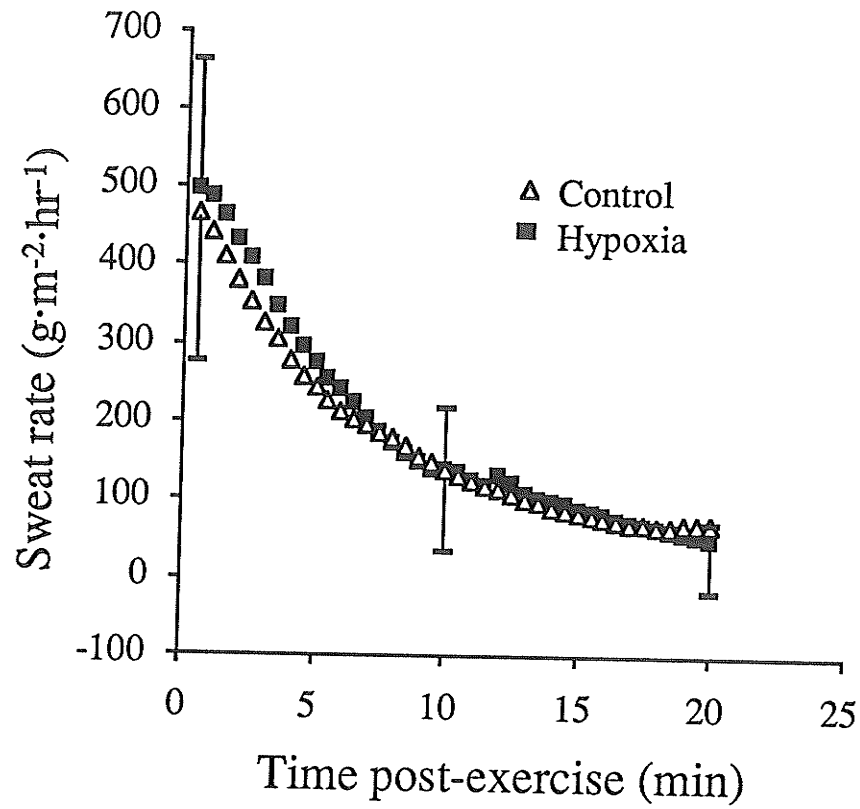 700
600
500
400
300
200
100
0
-100
Sweat rate (g·m⁻²·hr⁻¹)
Control
Hypoxia
0 5 10 15 20 25
Time post-exercise (min)